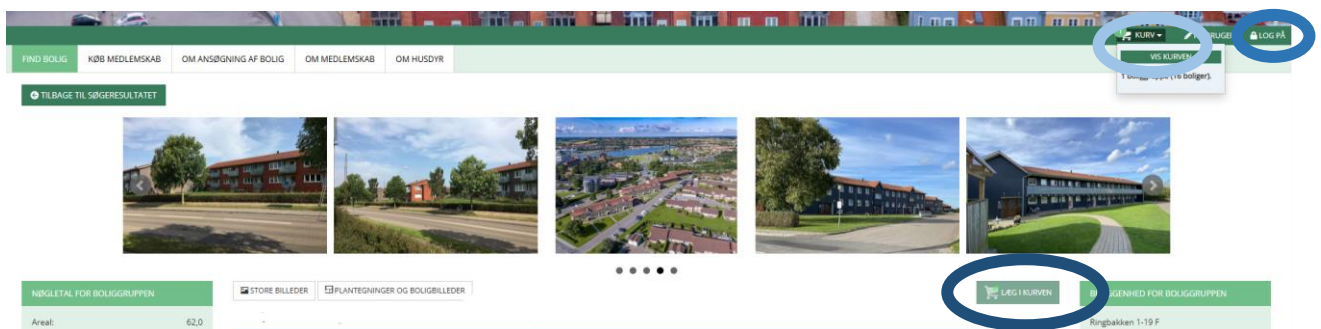 KURV
LOG PÅ
FIND BOLIG KØB MEDLEMSKAB OM ANSØGNING AF BOLIG OM MEDLEMSKAB OM HUSDYR
VIS KURVEN
(16 boliger).
TILBAGE TIL SØGERESULTATET
STORE BILLEDER PLANTEGNINGER OG BOLIGBILLEDER
LÆG I KURVEN
NØGLETAL FOR BOLIGGRUPPEN
FOR BOLIGGRUPPEN
Areal: 62,0
Ringbakken 1-19 F